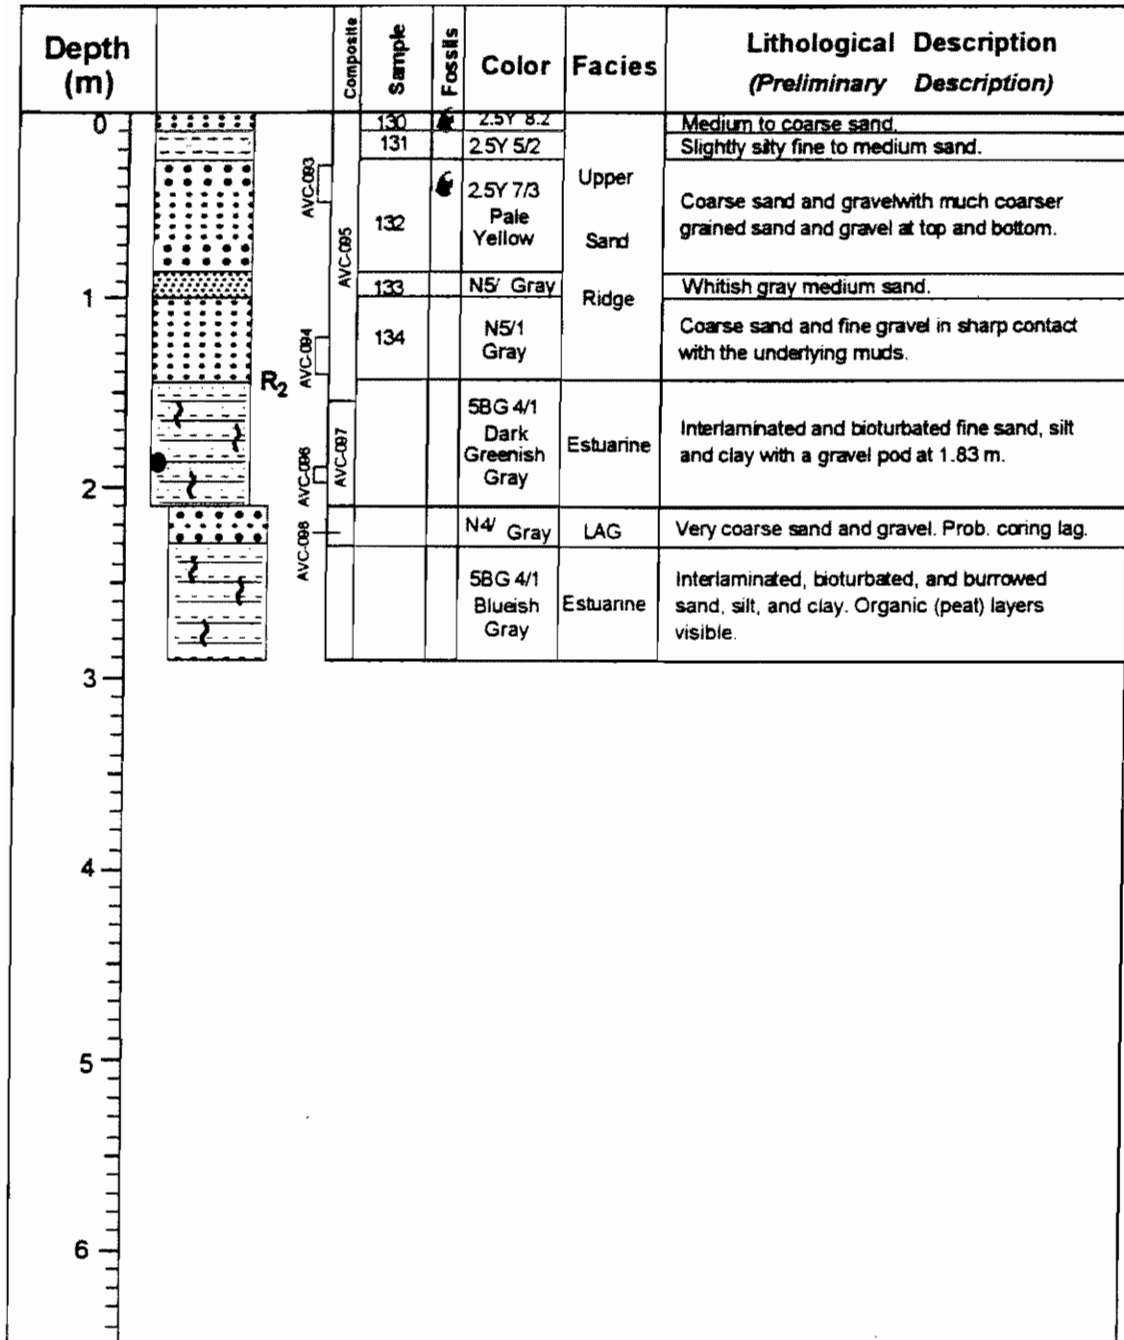 Depth
(m)
Composite
Sample
Fossils
Color
Facies
Lithological Description
(Preliminary Description)
0
130
2.5Y 8.2
Medium to coarse sand.
131
2.5Y 5/2
Slightly silty fine to medium sand.
AVC-093
AVC-095
132
2.5Y 7/3
Pale
Yellow
Upper
Sand
Ridge
Coarse sand and gravelwith much coarser
grained sand and gravel at top and bottom.
133
N5/ Gray
Whitish gray medium sand.
1
AVC-094
134
N5/1
Gray
Coarse sand and fine gravel in sharp contact
with the underlying muds.
R2
AVC-096
AVC-097
5BG 4/1
Dark
Greenish
Gray
Estuarine
Interlaminated and bioturbated fine sand, silt
and clay with a gravel pod at 1.83 m.
2
AVC-098
N4/ Gray
LAG
Very coarse sand and gravel. Prob. coring lag.
5BG 4/1
Blueish
Gray
Estuarine
Interlaminated, bioturbated, and burrowed
sand, silt, and clay. Organic (peat) layers
visible.
3
4
5
6